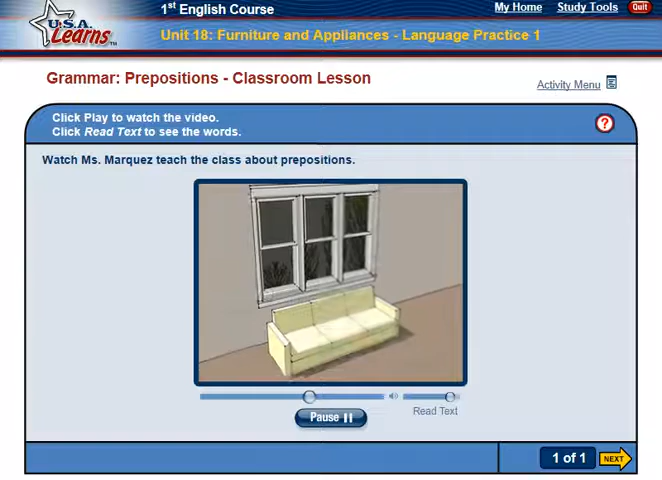 U.S.A.
Learns™
1st English Course
My Home
Study Tools
Quit
Unit 18: Furniture and Appliances - Language Practice 1
Grammar: Prepositions - Classroom Lesson
Activity Menu
Click Play to watch the video.
Click Read Text to see the words.
?
Watch Ms. Marquez teach the class about prepositions.
Pause
Read Text
1 of 1
NEXT